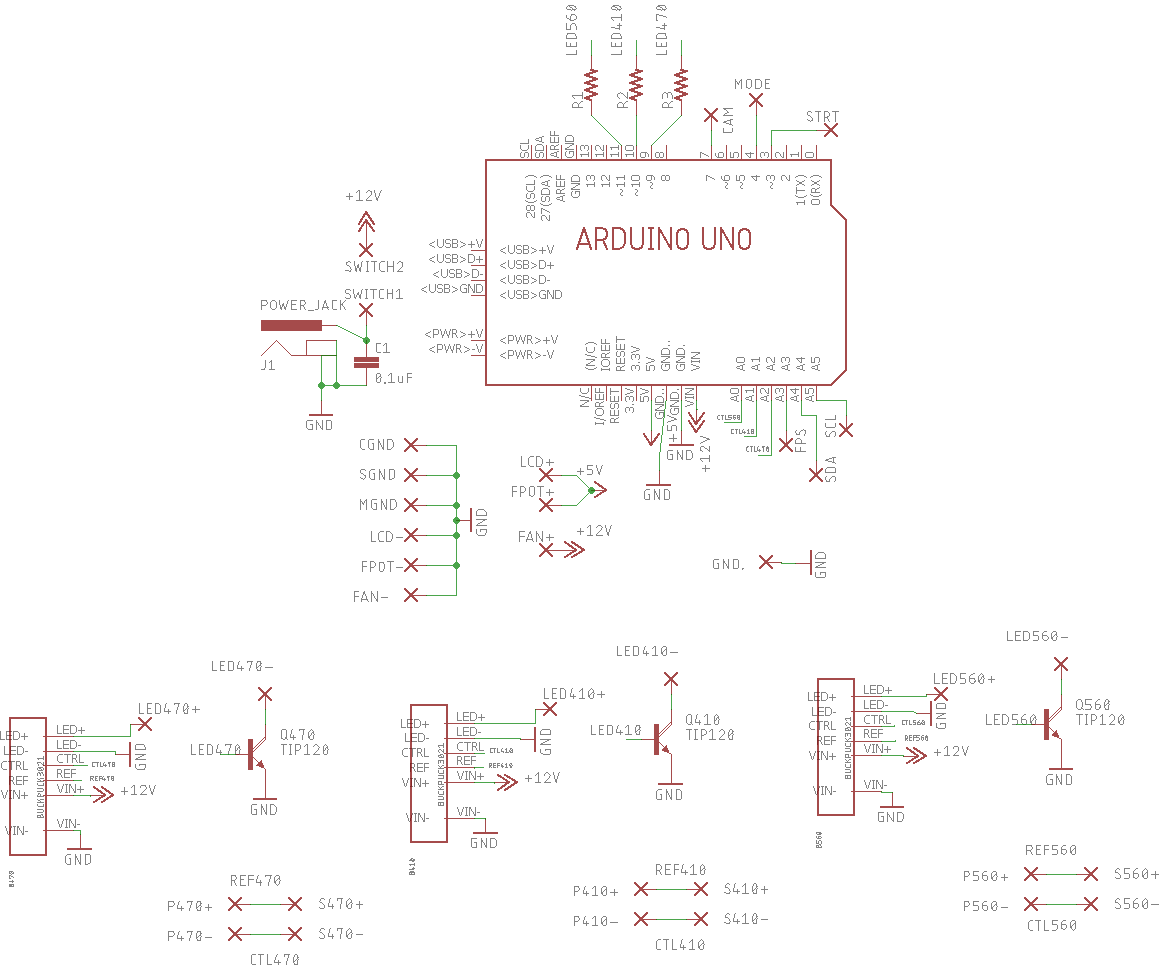 LED560
LED410
LED470
R1
R2
R3
CAM
MODE
STRT
SCL
SDA
AREF
GND
13
12
11
10
9
8
7
6
5
4
3
2
1
0
28(SCL)
27(SDA)
AREF
GND
13
12
~11
~10
~9
8
7
~6
~5
4
~3
2
1(TX)
0(RX)
ARDUINO UNO
+12V
SWITCH2
SWITCH1
POWER_JACK
J1
C1
0,1uF
GND
<USB>+V
<USB>D+
<USB>D-
<USB>GND
<PWR>+V
<PWR>-V
<USB>+V
<USB>D+
<USB>D-
<USB>GND
<PWR>+V
<PWR>-V
(N/C)
IOREF
RESET
3.3V
5V
GND..
GND.
VIN
A0
A1
A2
A3
A4
A5
N/C
I/OREF
RESET
3.3V
5V
GND..
GND.
VIN
A0
A1
A2
A3
A4
A5
+5V
GND
GND
+12V
CTL560
CTL410
CTL470
FPS
SDA
SCL
CGND
SGND
MGND
LCD-
FPOT-
FAN-
GND
LCD+
FPOT+
+5V
FAN+
+12V
GND.
GND
LED470-
LED470+
LED470
Q470
TIP120
GND
LED+
LED-
CTRL
REF
VIN+
VIN-
LED+
LED-
CTRL
REF
VIN+
VIN-
BUCKPUCK3021
CTL470
REF470
+12V
GND
GND
B470
LED410-
LED410+
LED410
Q410
TIP120
GND
LED+
LED-
CTRL
REF
VIN+
VIN-
LED+
LED-
CTRL
REF
VIN+
VIN-
BUCKPUCK3021
CTL410
REF410
+12V
GND
GND
B410
LED560-
LED560+
LED560
Q560
TIP120
GND
LED+
LED-
CTRL
REF
VIN+
VIN-
LED+
LED-
CTRL
REF
VIN+
VIN-
BUCKPUCK3021
CTL560
REF560
+12V
GND
GND
B560
REF470
P470+
S470+
P470-
S470-
CTL470
REF410
P410+
S410+
P410-
S410-
CTL410
REF560
P560+
S560+
P560-
S560-
CTL560